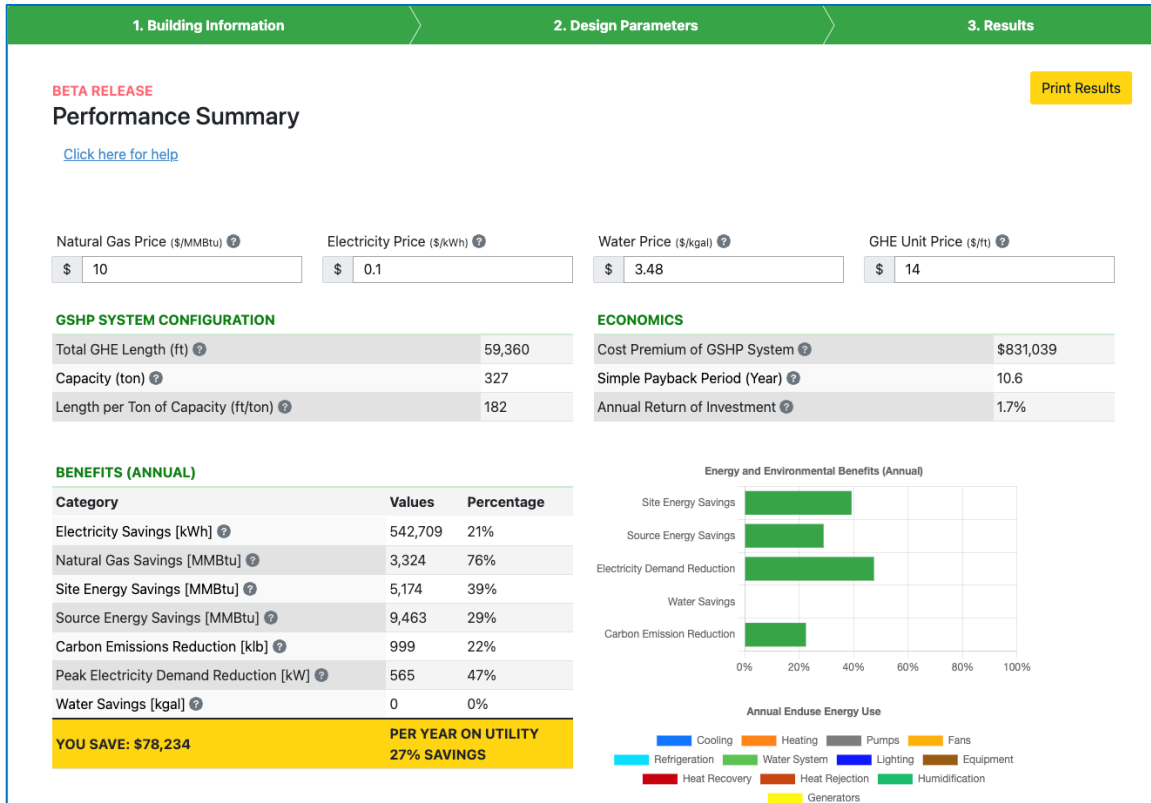 1. Building Information
2. Design Parameters
3. Results
BETA RELEASE
Print Results
Performance Summary
Click here for help
Natural Gas Price ($/MMBtu) ?
Electricity Price ($/kWh) ?
Water Price ($/kgal) ?
GHE Unit Price ($/ft) ?
$ 10
$ 0.1
$ 3.48
$ 14
GSHP SYSTEM CONFIGURATION
Total GHE Length (ft) ? 59,360
Capacity (ton) ? 327
Length per Ton of Capacity (ft/ton) ? 182
ECONOMICS
Cost Premium of GSHP System ? $831,039
Simple Payback Period (Year) ? 10.6
Annual Return of Investment ? 1.7%
BENEFITS (ANNUAL)
Category Values Percentage
Electricity Savings [kWh] ? 542,709 21%
Natural Gas Savings [MMBtu] ? 3,324 76%
Site Energy Savings [MMBtu] ? 5,174 39%
Source Energy Savings [MMBtu] ? 9,463 29%
Carbon Emissions Reduction [klb] ? 999 22%
Peak Electricity Demand Reduction [kW] ? 565 47%
Water Savings [kgal] ? 0 0%
YOU SAVE: $78,234
PER YEAR ON UTILITY
27% SAVINGS
Energy and Environmental Benefits (Annual)
Site Energy Savings
Source Energy Savings
Electricity Demand Reduction
Water Savings
Carbon Emission Reduction
0% 20% 40% 60% 80% 100%
Annual Enduse Energy Use
Cooling Heating Pumps Fans
Refrigeration Water System Lighting Equipment
Heat Recovery Heat Rejection Humidification
Generators